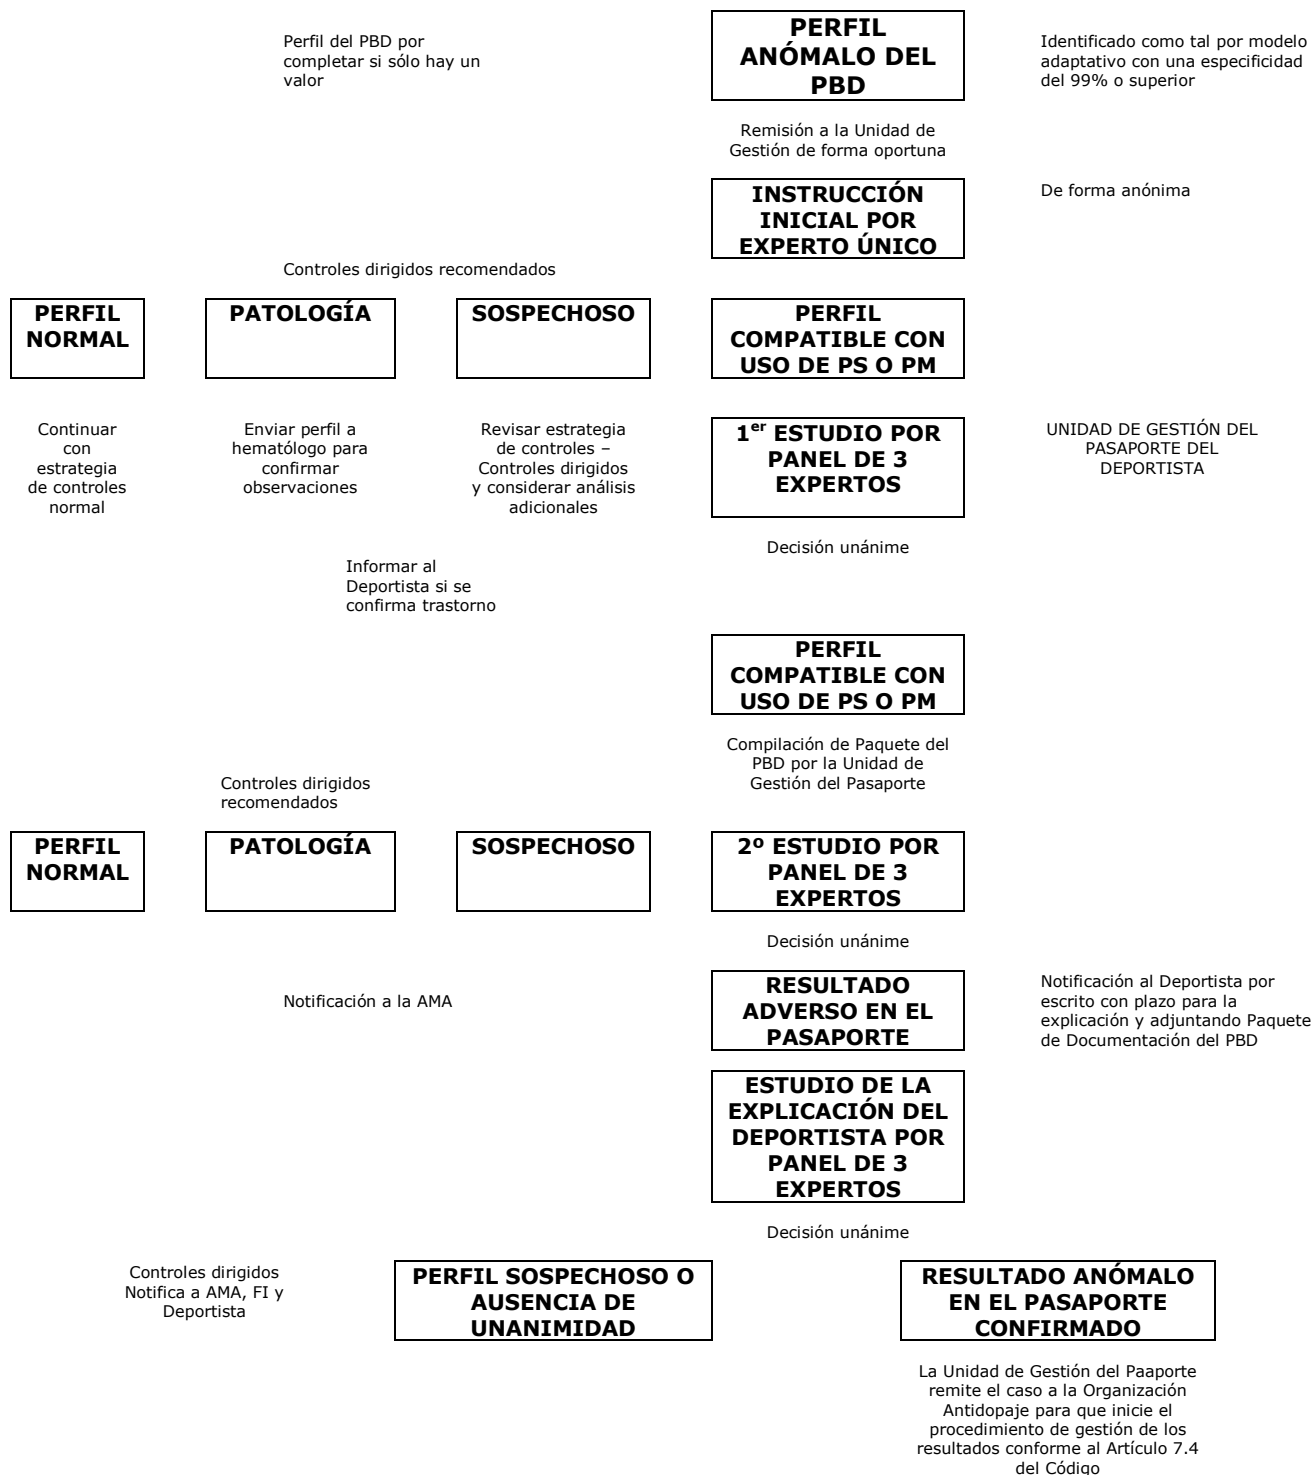 Perfil del PBD por
completar si sólo hay un
valor
PERFIL
ANÓMALO DEL
PBD
Identificado como tal por modelo
adaptativo con una especificidad
del 99% o superior
Remisión a la Unidad de
Gestión de forma oportuna
INSTRUCCIÓN
INICIAL POR
EXPERTO ÚNICO
De forma anónima
Controles dirigidos recomendados
PERFIL
NORMAL
PATOLOGÍA
SOSPECHOSO
PERFIL
COMPATIBLE CON
USO DE PS O PM
Continuar
con
estrategia
de controles
normal
Enviar perfil a
hematólogo para
confirmar
observaciones
Revisar estrategia
de controles –
Controles dirigidos
y considerar análisis
adicionales
1er ESTUDIO POR
PANEL DE 3
EXPERTOS
UNIDAD DE GESTIÓN DEL
PASAPORTE DEL
DEPORTISTA
Decisión unánime
Informar al
Deportista si se
confirma trastorno
PERFIL
COMPATIBLE CON
USO DE PS O PM
Compilación de Paquete del
PBD por la Unidad de
Gestión del Pasaporte
Controles dirigidos
recomendados
PERFIL
NORMAL
PATOLOGÍA
SOSPECHOSO
2º ESTUDIO POR
PANEL DE 3
EXPERTOS
Decisión unánime
Notificación a la AMA
RESULTADO
ADVERSO EN EL
PASAPORTE
Notificación al Deportista por
escrito con plazo para la
explicación y adjuntando Paquete
de Documentación del PBD
ESTUDIO DE LA
EXPLICACIÓN DEL
DEPORTISTA POR
PANEL DE 3
EXPERTOS
Decisión unánime
Controles dirigidos
Notifica a AMA, FI y
Deportista
PERFIL SOSPECHOSO O
AUSENCIA DE
UNANIMIDAD
RESULTADO ANÓMALO
EN EL PASAPORTE
CONFIRMADO
La Unidad de Gestión del Paaporte
remite el caso a la Organización
Antidopaje para que inicie el
procedimiento de gestión de los
resultados conforme al Artículo 7.4
del Código